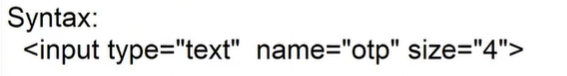 Syntax:
<input type="text"  name="otp" size="4">